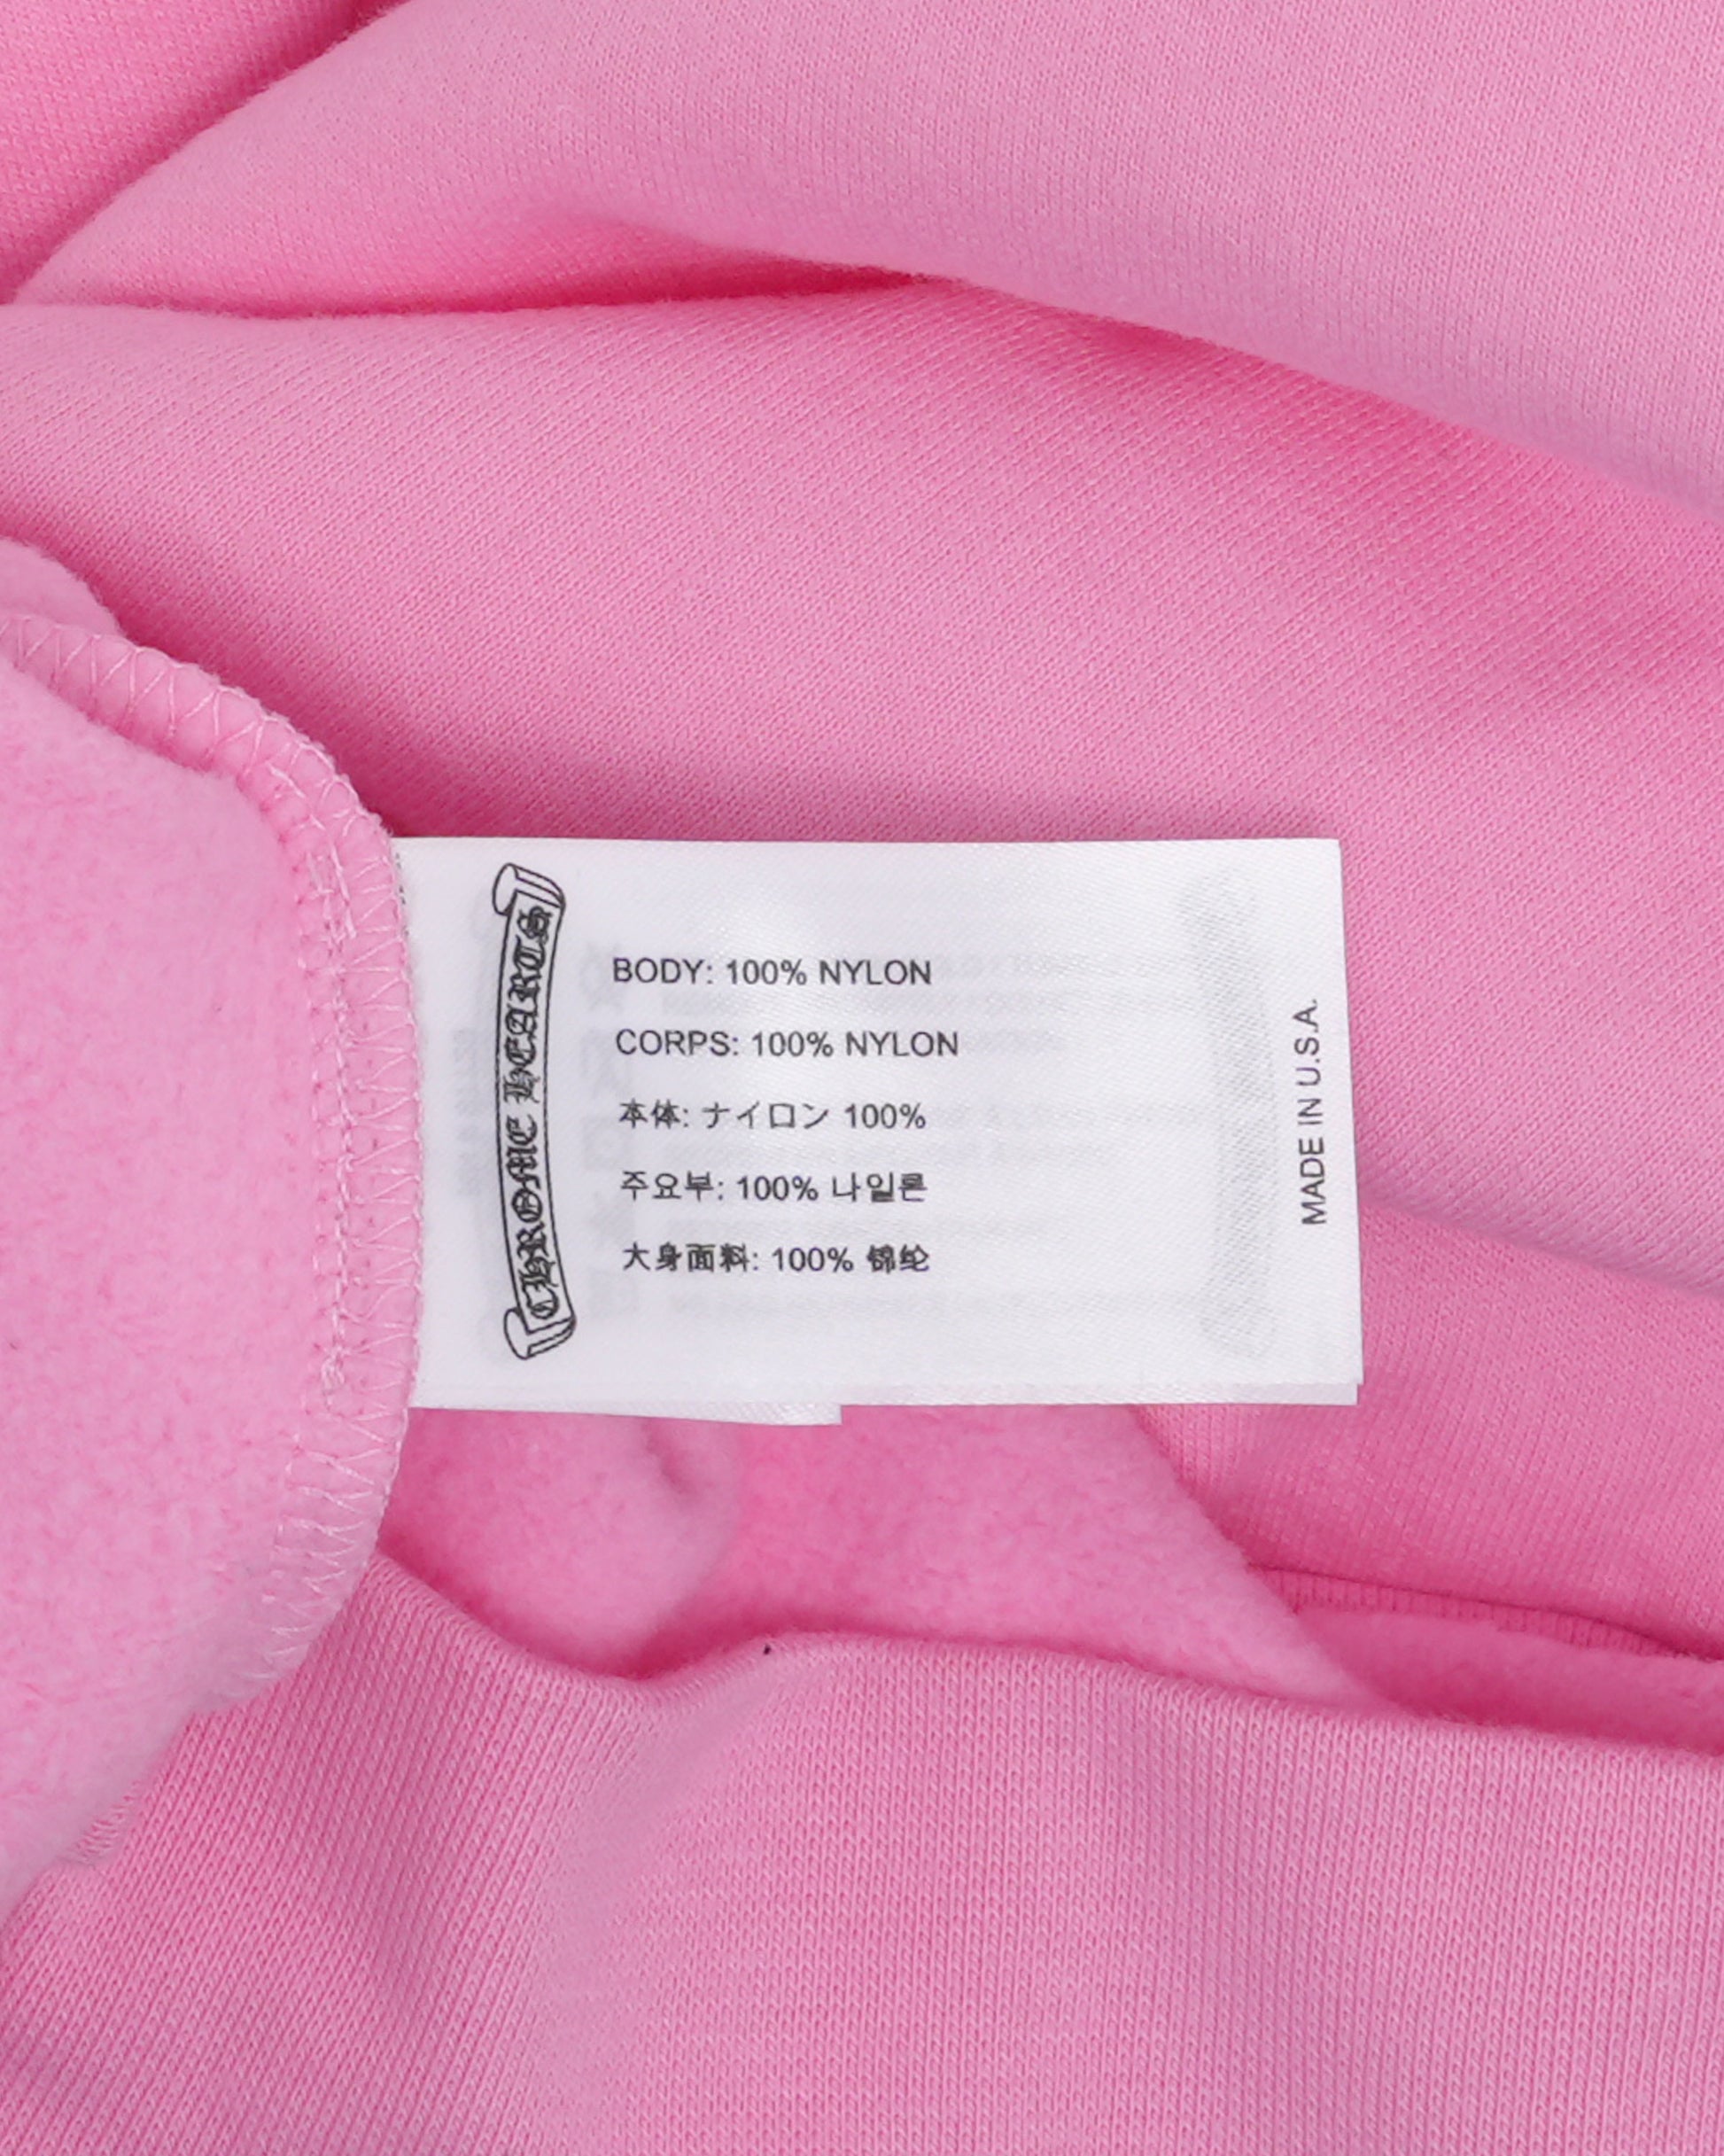 CHROME HEARTS
BODY: 100% NYLON
CORPS: 100% NYLON
本体: ナイロン 100%
주요부: 100% 나일론
大身面料: 100% 锦纶
MADE IN U.S.A.